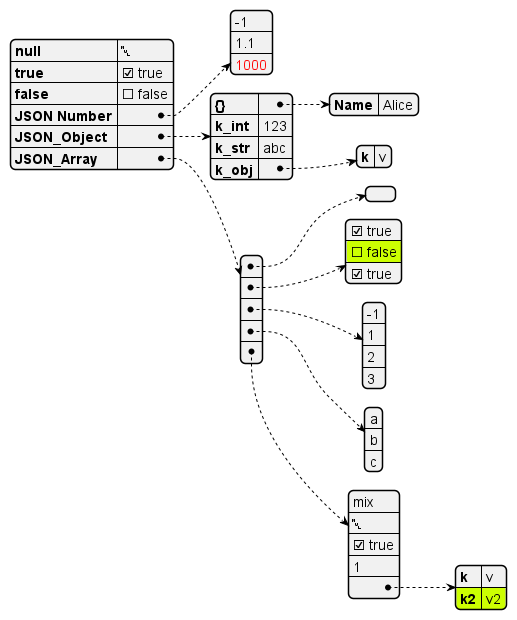 null ␀
true ☑ true
false ☐ false
JSON Number
JSON_Object
JSON_Array
-1
1.1
1000
{}
k_int 123
k_str abc
k_obj
Name Alice
k v
☑ true
☐ false
☑ true
-1
1
2
3
a
b
c
mix
␀
☑ true
1
k v
k2 v2